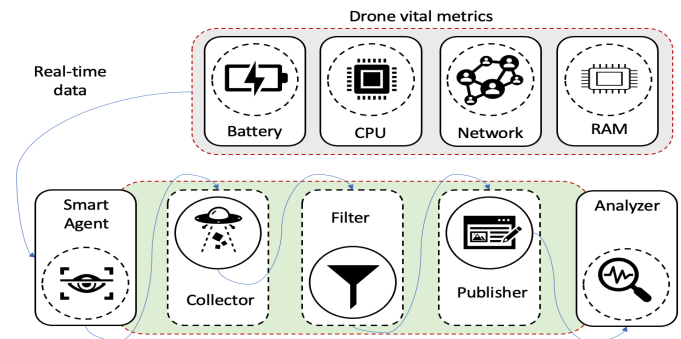 Drone vital metrics
Real-time
data
Battery
CPU
Network
RAM
Smart
Agent
Collector
Filter
Publisher
Analyzer